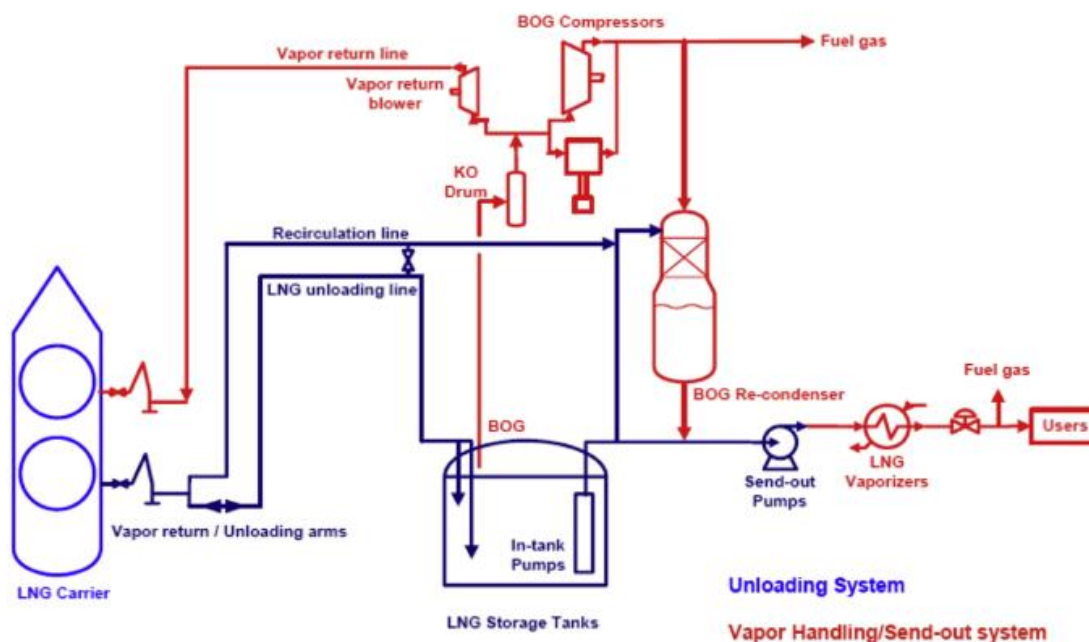 BOG Compressors
Fuel gas
Vapor return line
Vapor return
blower
KO
Drum
Recirculation line
LNG unloading line
BOG Re-condenser
Fuel gas
BOG
Users
LNG
Vaporizers
Send-out
Pumps
Vapor return / Unloading arms
In-tank
Pumps
LNG Carrier
Unloading System
LNG Storage Tanks
Vapor Handling/Send-out system